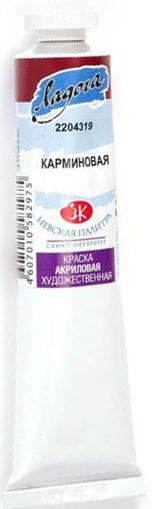 Ладога
2204319
КАРМИНОВАЯ
ЗК
НЕВСКАЯ ПАЛИТРА
САНКТ-ПЕТЕРБУРГ
КРАСКА
АКРИЛОВАЯ
ХУДОЖЕСТВЕННАЯ
4607010582975